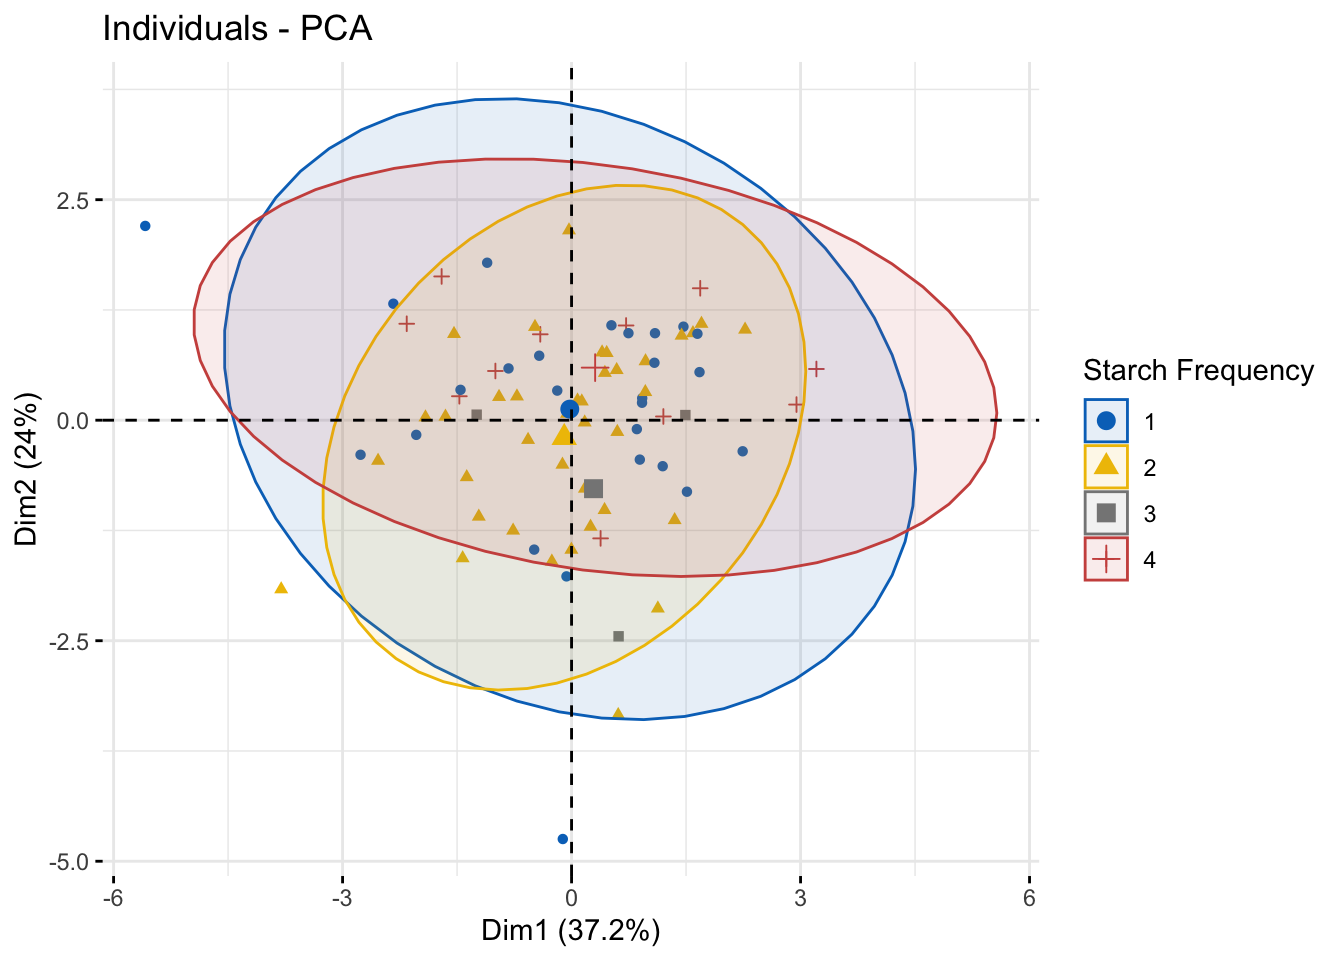 Individuals - PCA
2.5
0.0
-2.5
-5.0
Dim2 (24%)
-6 -3 0 3 6
Dim1 (37.2%)
Starch Frequency
1
2
3
4